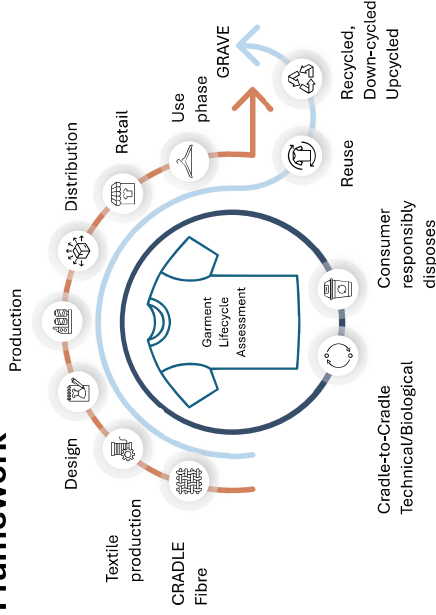 Framework
Production
Design
Distribution
Textile
production
Retail
CRADLE
Fibre
Use
phase
GRAVE
Garment
Lifecycle
Assessment
Reuse
Recycled,
Down-cycled
Upcycled
Cradle-to-Cradle
Technical/Biological
Consumer
responsibly
disposes